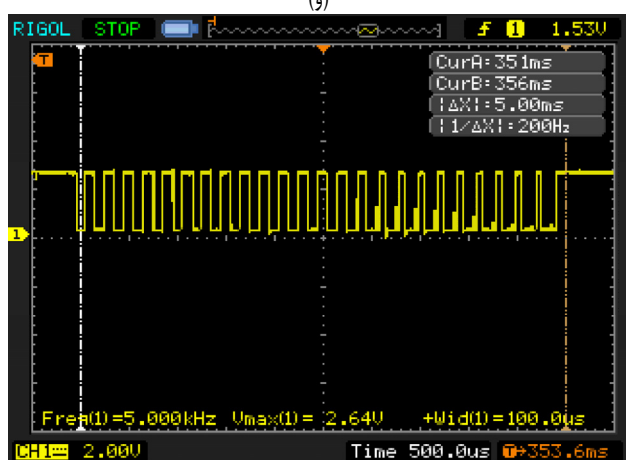 (و)
RIGOL STOP T f 1 1.53V
T
CurA=351ms
CurB=356ms
|ΔX|=5.00ms
|1/ΔX|=200Hz
1
Freq(1)=5.000kHz Vmax(1)= 2.64V +Wid(1)=100.0us
CH1 2.00V Time 500.0us T→353.6ms